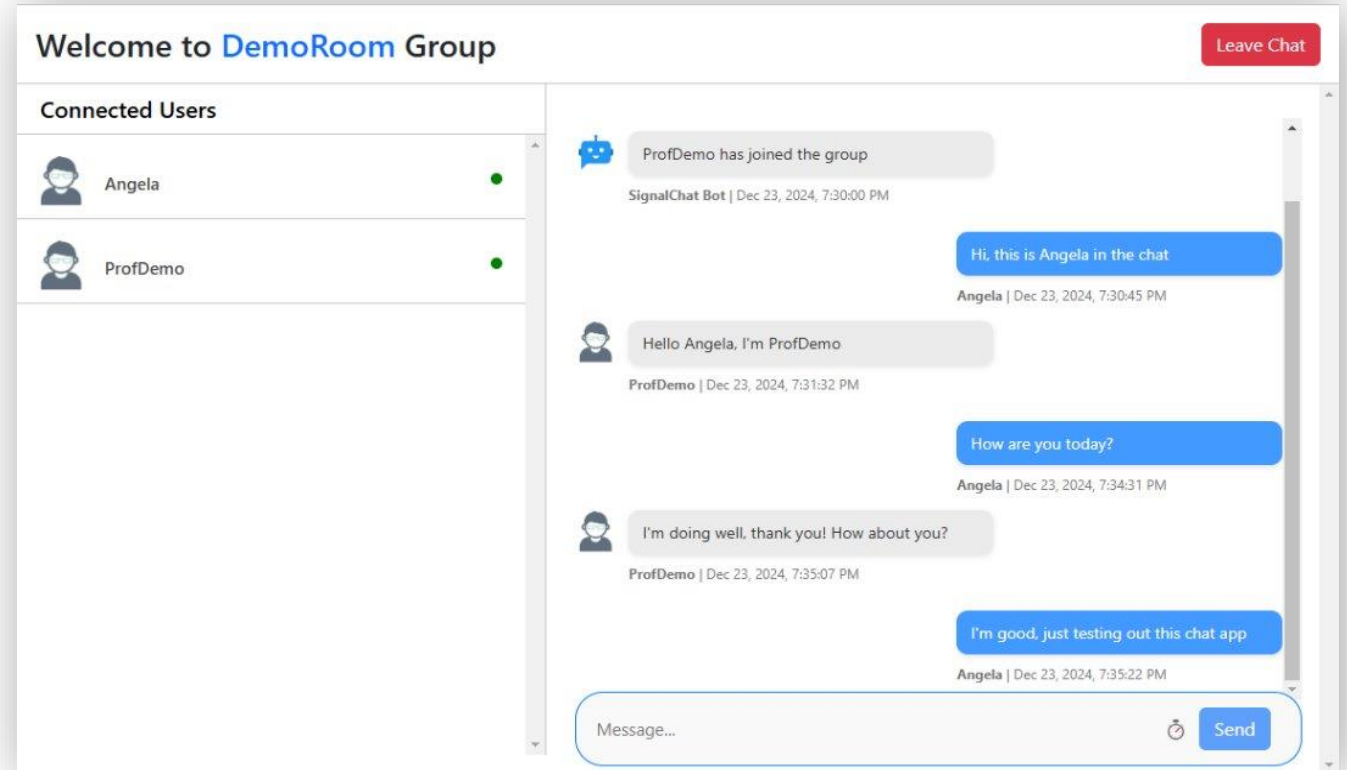 Welcome to DemoRoom Group
Leave Chat
Connected Users
Angela
ProfDemo
ProfDemo has joined the group
SignalChat Bot | Dec 23, 2024, 7:30:00 PM
Hi, this is Angela in the chat
Angela | Dec 23, 2024, 7:30:45 PM
Hello Angela, I'm ProfDemo
ProfDemo | Dec 23, 2024, 7:31:32 PM
How are you today?
Angela | Dec 23, 2024, 7:34:31 PM
I'm doing well, thank you! How about you?
ProfDemo | Dec 23, 2024, 7:35:07 PM
I'm good, just testing out this chat app
Angela | Dec 23, 2024, 7:35:22 PM
Message...
Send